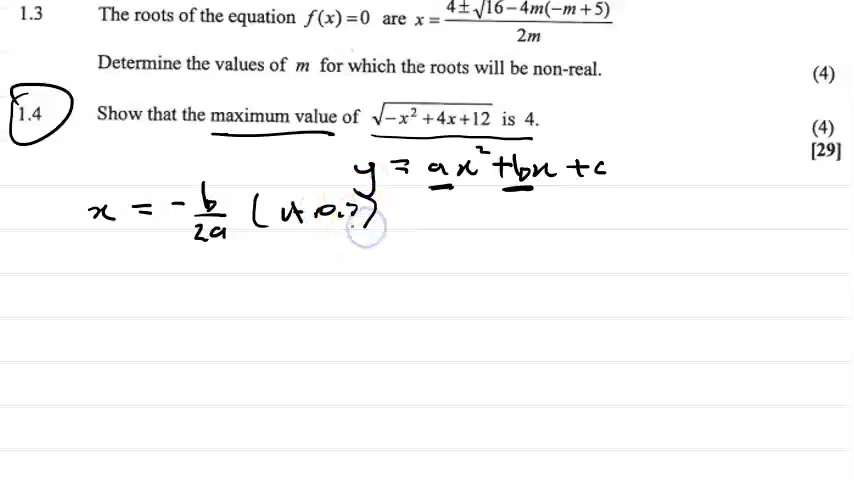 1.3 The roots of the equation f(x)=0 are x = 4±√16−4m(−m+5) / 2m
Determine the values of m for which the roots will be non-real. (4)
1.4 Show that the maximum value of √−x²+4x+12 is 4. (4)
[29]
y = ax²+bx+c
x = −b/2a